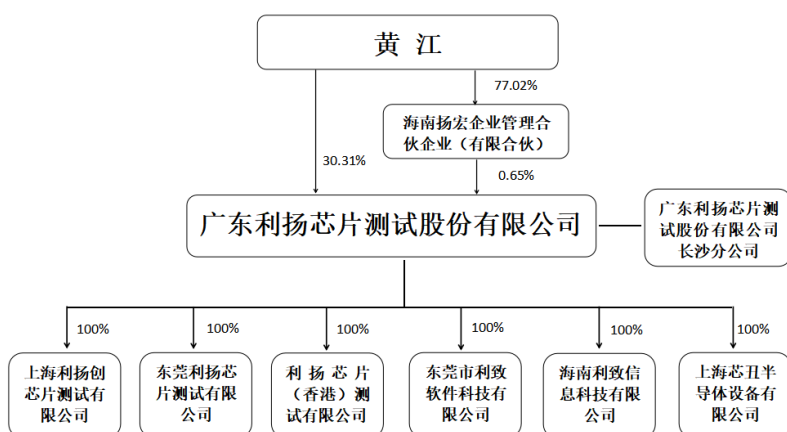 黄 江
77.02%
海南扬宏企业管理合
伙企业（有限合伙）
30.31%
0.65%
广东利扬芯片测试股份有限公司
广东利扬芯片测
试股份有限公司
长沙分公司
100%
100%
100%
100%
100%
100%
上海利扬创
芯片测试有
限公司
东莞利扬芯
片测试有限
公司
利 扬 芯 片
（香港）测
试有限公司
东莞市利致
软件科技有
限公司
海南利致信
息科技有限
公司
上海芯丑半
导体设备有
限公司